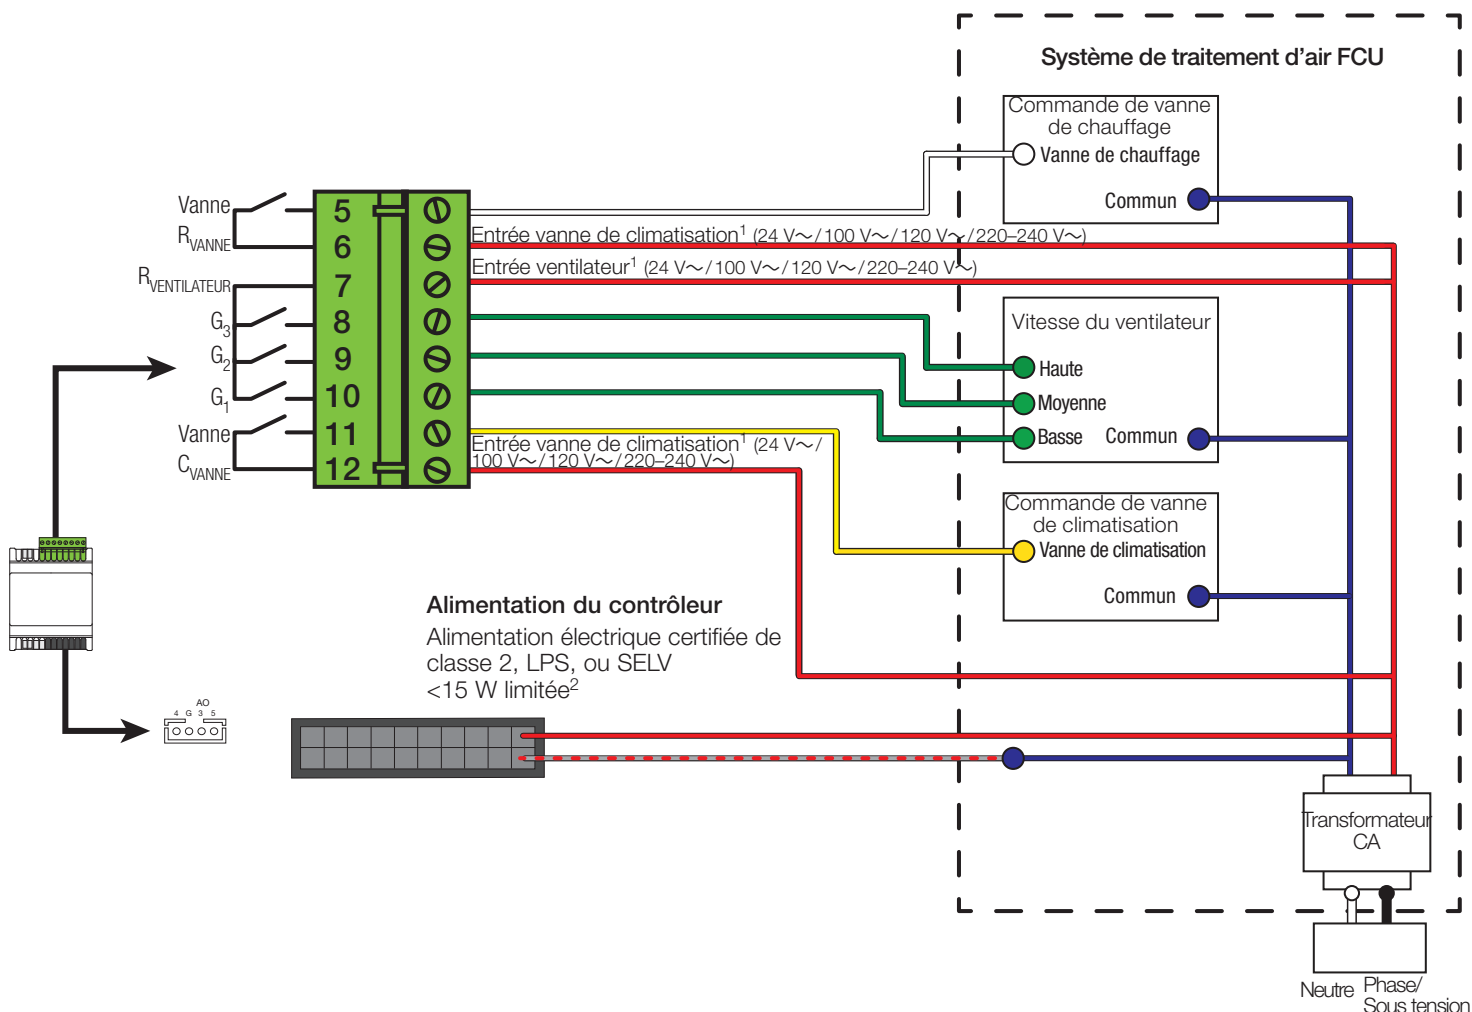 Système de traitement d'air FCU
Commande de vanne
de chauffage
Vanne de chauffage
Commun
Vanne
R VANNE
R VENTILATEUR
G3
G2
G1
Vanne
C VANNE
5
6
7
8
9
10
11
12
Entrée vanne de climatisation¹ (24 V～/100 V～/120 V～/220–240 V～)
Entrée ventilateur¹ (24 V～/100 V～/120 V～/220–240 V～)
Vitesse du ventilateur
Haute
Moyenne
Basse
Commun
Entrée vanne de climatisation¹ (24 V～/
100 V～/120 V～/220–240 V～)
Commande de vanne
de climatisation
Vanne de climatisation
Commun
Alimentation du contrôleur
Alimentation électrique certifiée de
classe 2, LPS, ou SELV
<15 W limitée²
AO
4 G 3 5
Transformateur
CA
Neutre
Phase/
Sous tension